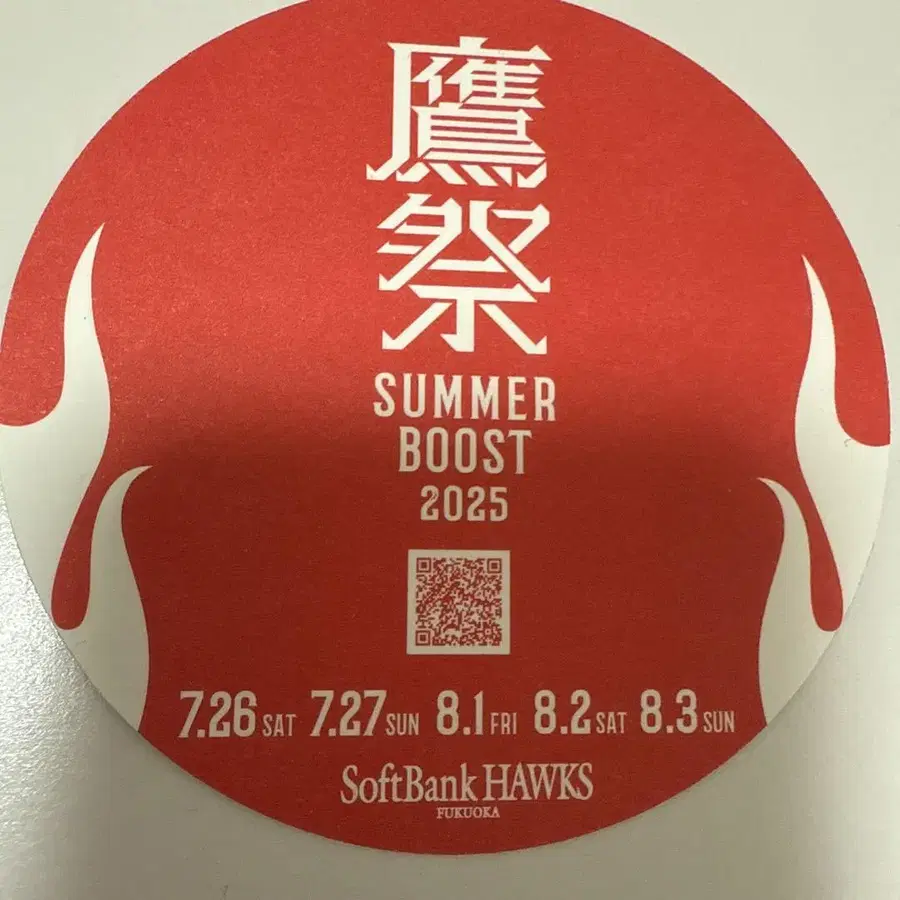 鷹
祭
SUMMER
BOOST
2025
7.26 SAT 7.27 SUN 8.1 FRI 8.2 SAT 8.3 SUN
SoftBank HAWKS
FUKUOKA